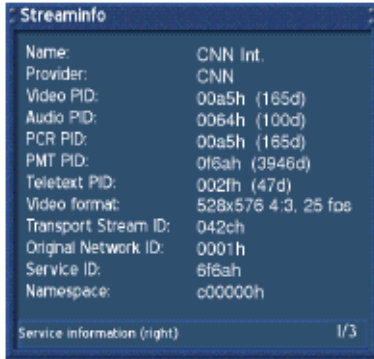 Streaminfo
Name: CNN Int.
Provider: CNN
Video PID: 00a5h (165d)
Audio PID: 0064h (100d)
PCR PID: 00a5h (165d)
PMT PID: 0f6ah (3946d)
Teletext PID: 002fh (47d)
Video format: 528x576 4:3, 25 fps
Transport Stream ID: 042ch
Original Network ID: 0001h
Service ID: 6f6ah
Namespace: c00000h
Service information (right) 1/3